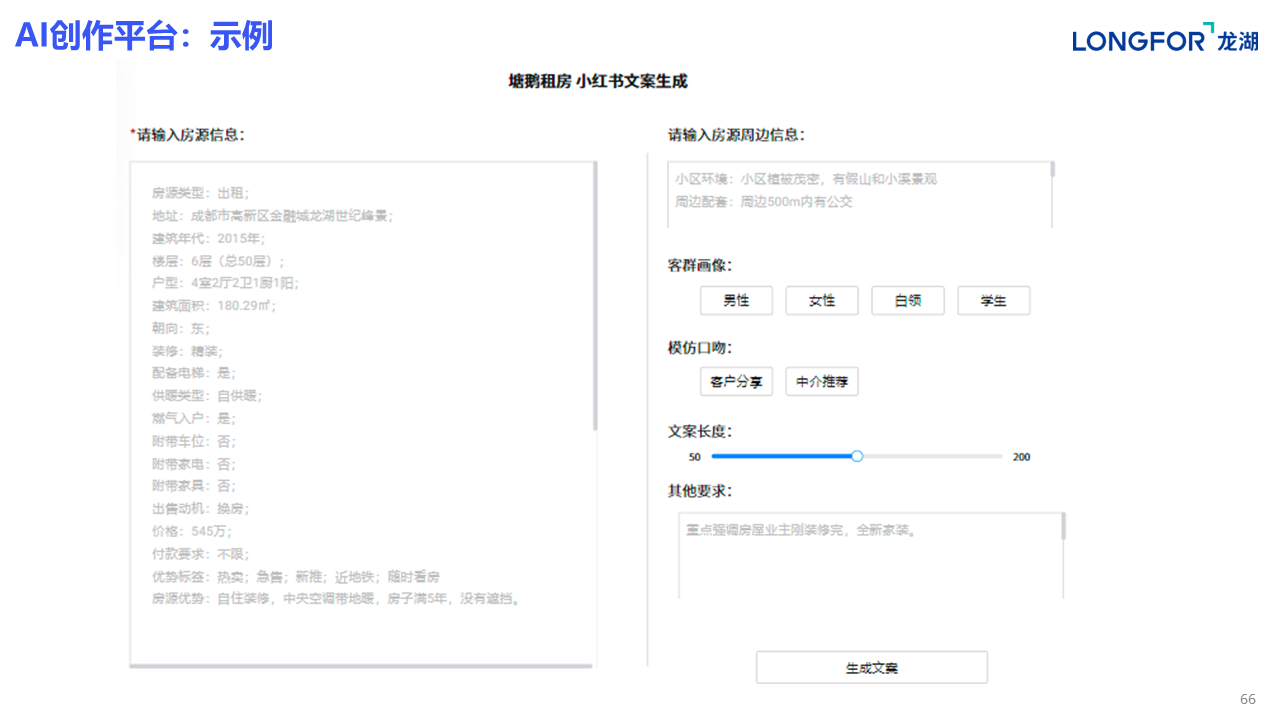 AI创作平台：示例
LONGFOR 龙湖
塘鹅租房 小红书文案生成
*请输入房源信息：
房源类型：出租；
地址：成都市高新区金融城龙湖世纪峰景；
建筑年代：2015年；
楼层：6层（总50层）；
户型：4室2厅2卫1厨1阳；
建筑面积：180.29㎡；
朝向：东；
装修：精装；
配备电梯：是；
供暖类型：自供暖；
燃气入户：是；
附带车位：否；
附带家电：否；
附带家具：否；
出售动机：换房；
价格：545万；
付款要求：不限；
优势标签：热卖；急售；新推；近地铁；随时看房
房源优势：自住装修，中央空调带地暖，房子满5年，没有遮挡。
请输入房源周边信息：
小区环境：小区植被茂密，有假山和小溪景观
周边配套：周边500m内有公交
客群画像：
男性 女性 白领 学生
模仿口吻：
客户分享 中介推荐
文案长度：
50 200
其他要求：
重点强调房屋业主刚装修完，全新家装。
生成文案
66